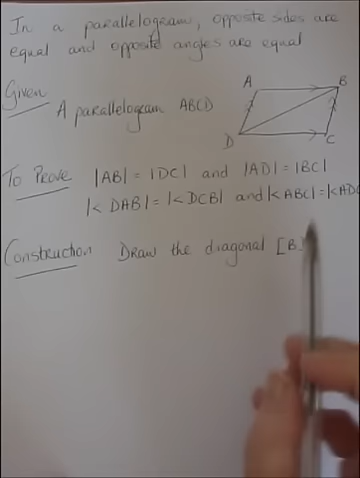 In a parallelogram, opposite sides are
equal and opposite angles are equal
Given
A parallelogram ABCD
A
B
D
C
To Prove |AB| = |DC| and |AD| = |BC|
|< DAB| = |< DCB| and |< ABC| = |< ADC
Construction Draw the diagonal [B